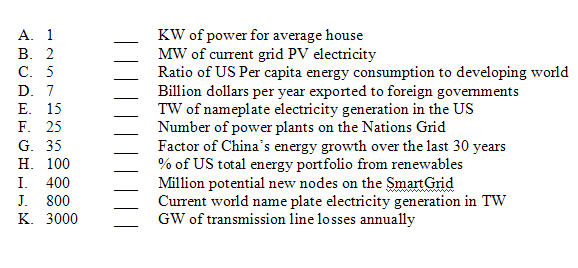 A. 1 ___ KW of power for average house
B. 2 ___ MW of current grid PV electricity
C. 5 ___ Ratio of US Per capita energy consumption to developing world
D. 7 ___ Billion dollars per year exported to foreign governments
E. 15 ___ TW of nameplate electricity generation in the US
F. 25 ___ Number of power plants on the Nations Grid
G. 35 ___ Factor of China's energy growth over the last 30 years
H. 100 ___ % of US total energy portfolio from renewables
I. 400 ___ Million potential new nodes on the SmartGrid
J. 800 ___ Current world name plate electricity generation in TW
K. 3000 ___ GW of transmission line losses annually